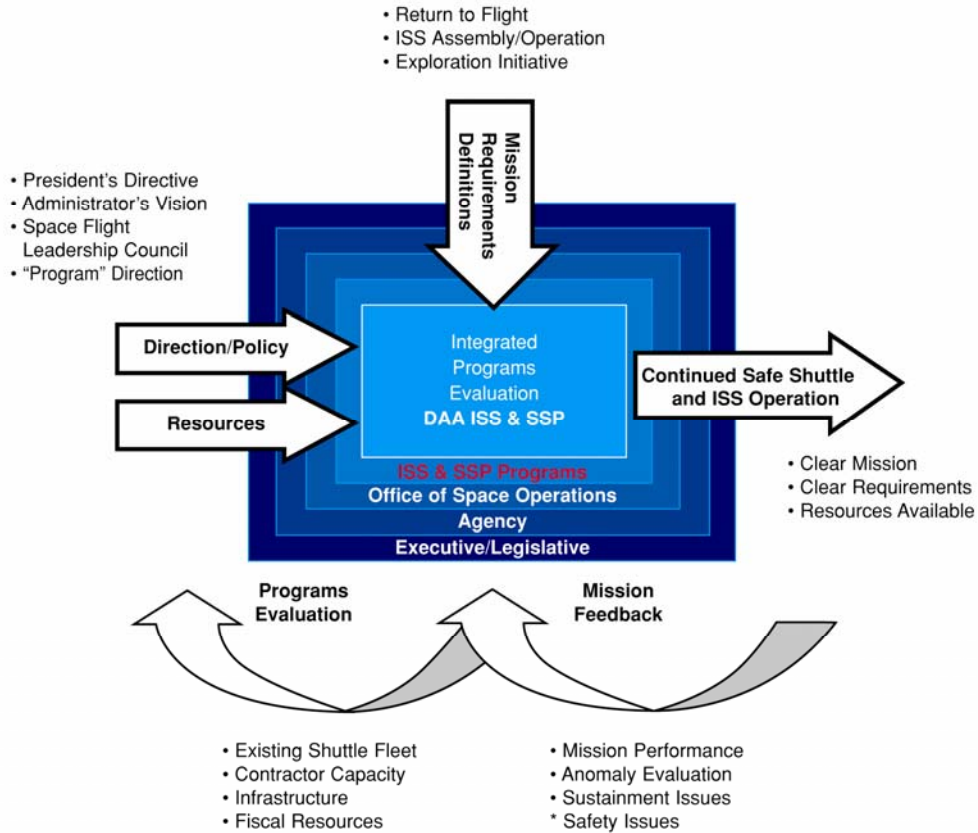 • Return to Flight
• ISS Assembly/Operation
• Exploration Initiative
Mission
Requirements
Definitions
• President's Directive
• Administrator's Vision
• Space Flight
Leadership Council
• “Program” Direction
Direction/Policy
Resources
Integrated
Programs
Evaluation
DAA ISS & SSP
ISS & SSP Programs
Office of Space Operations
Agency
Executive/Legislative
Continued Safe Shuttle
and ISS Operation
• Clear Mission
• Clear Requirements
• Resources Available
Programs
Evaluation
Mission
Feedback
• Existing Shuttle Fleet
• Contractor Capacity
• Infrastructure
• Fiscal Resources
• Mission Performance
• Anomaly Evaluation
• Sustainment Issues
* Safety Issues